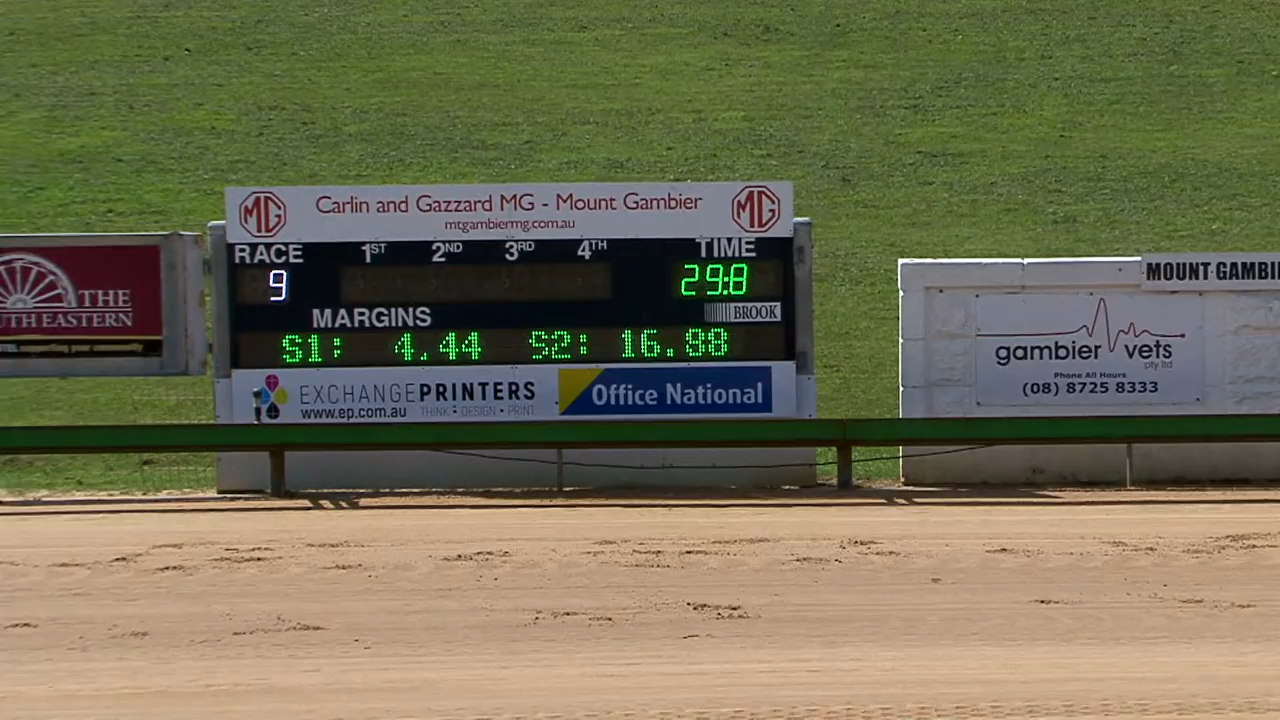 MG Carlin and Gazzard MG - Mount Gambier MG
mtgambiermg.com.au
RACE 1ST 2ND 3RD 4TH TIME
9 29:8
MARGINS BROOK
S1: 4.44 S2: 16.98
EXCHANGEPRINTERS
www.ep.com.au THINK · DESIGN · PRINT
Office National
THE
UTH EASTERN
MOUNT GAMBI
gambier vets
pty ltd
Phone All Hours
(08) 8725 8333